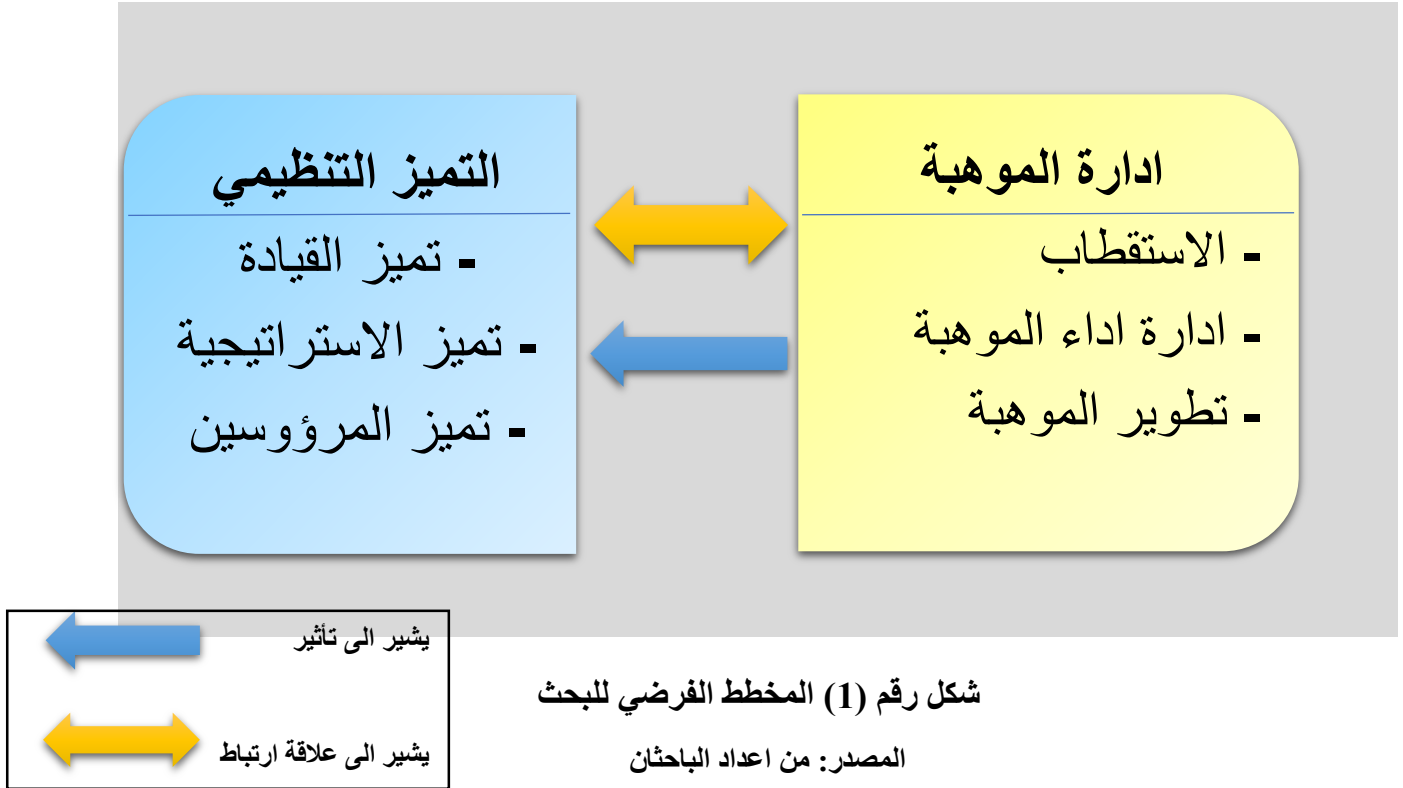 ادارة الموهبة
- الاستقطاب
- ادارة اداء الموهبة
- تطوير الموهبة
التميز التنظيمي
- تميز القيادة
- تميز الاستراتيجية
- تميز المرؤوسين
يشير الى تأثير
يشير الى علاقة ارتباط
شكل رقم (1) المخطط الفرضي للبحث
المصدر: من اعداد الباحثان